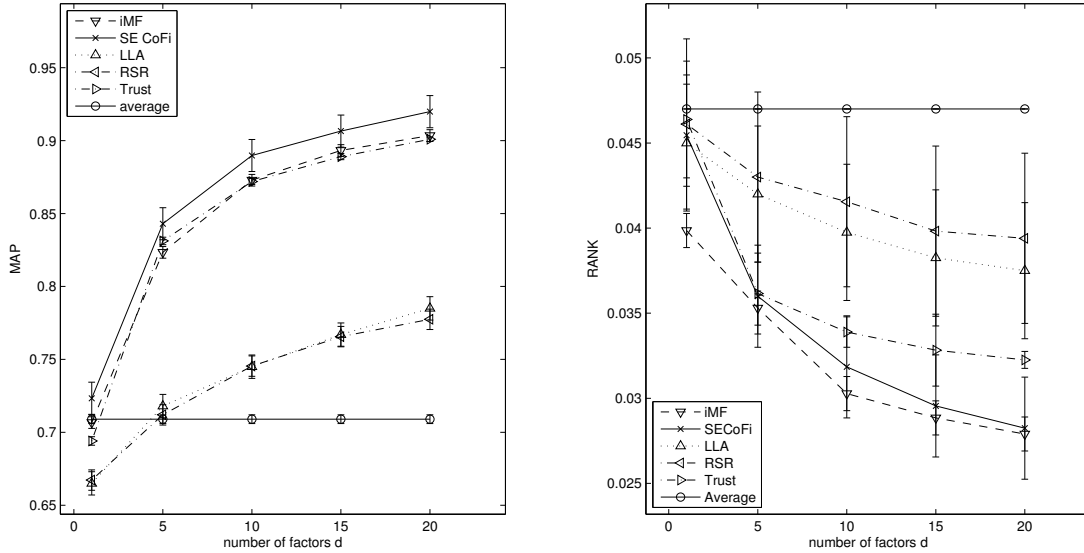 iMF
SE CoFi
LLA
RSR
Trust
average
0.95
0.9
0.85
0.8
0.75
0.7
0.65
MAP
0
5
10
15
20
number of factors d
0.05
0.045
0.04
0.035
0.03
0.025
RANK
iMF
SECoFi
LLA
RSR
Trust
Average
0
5
10
15
20
number of factors d